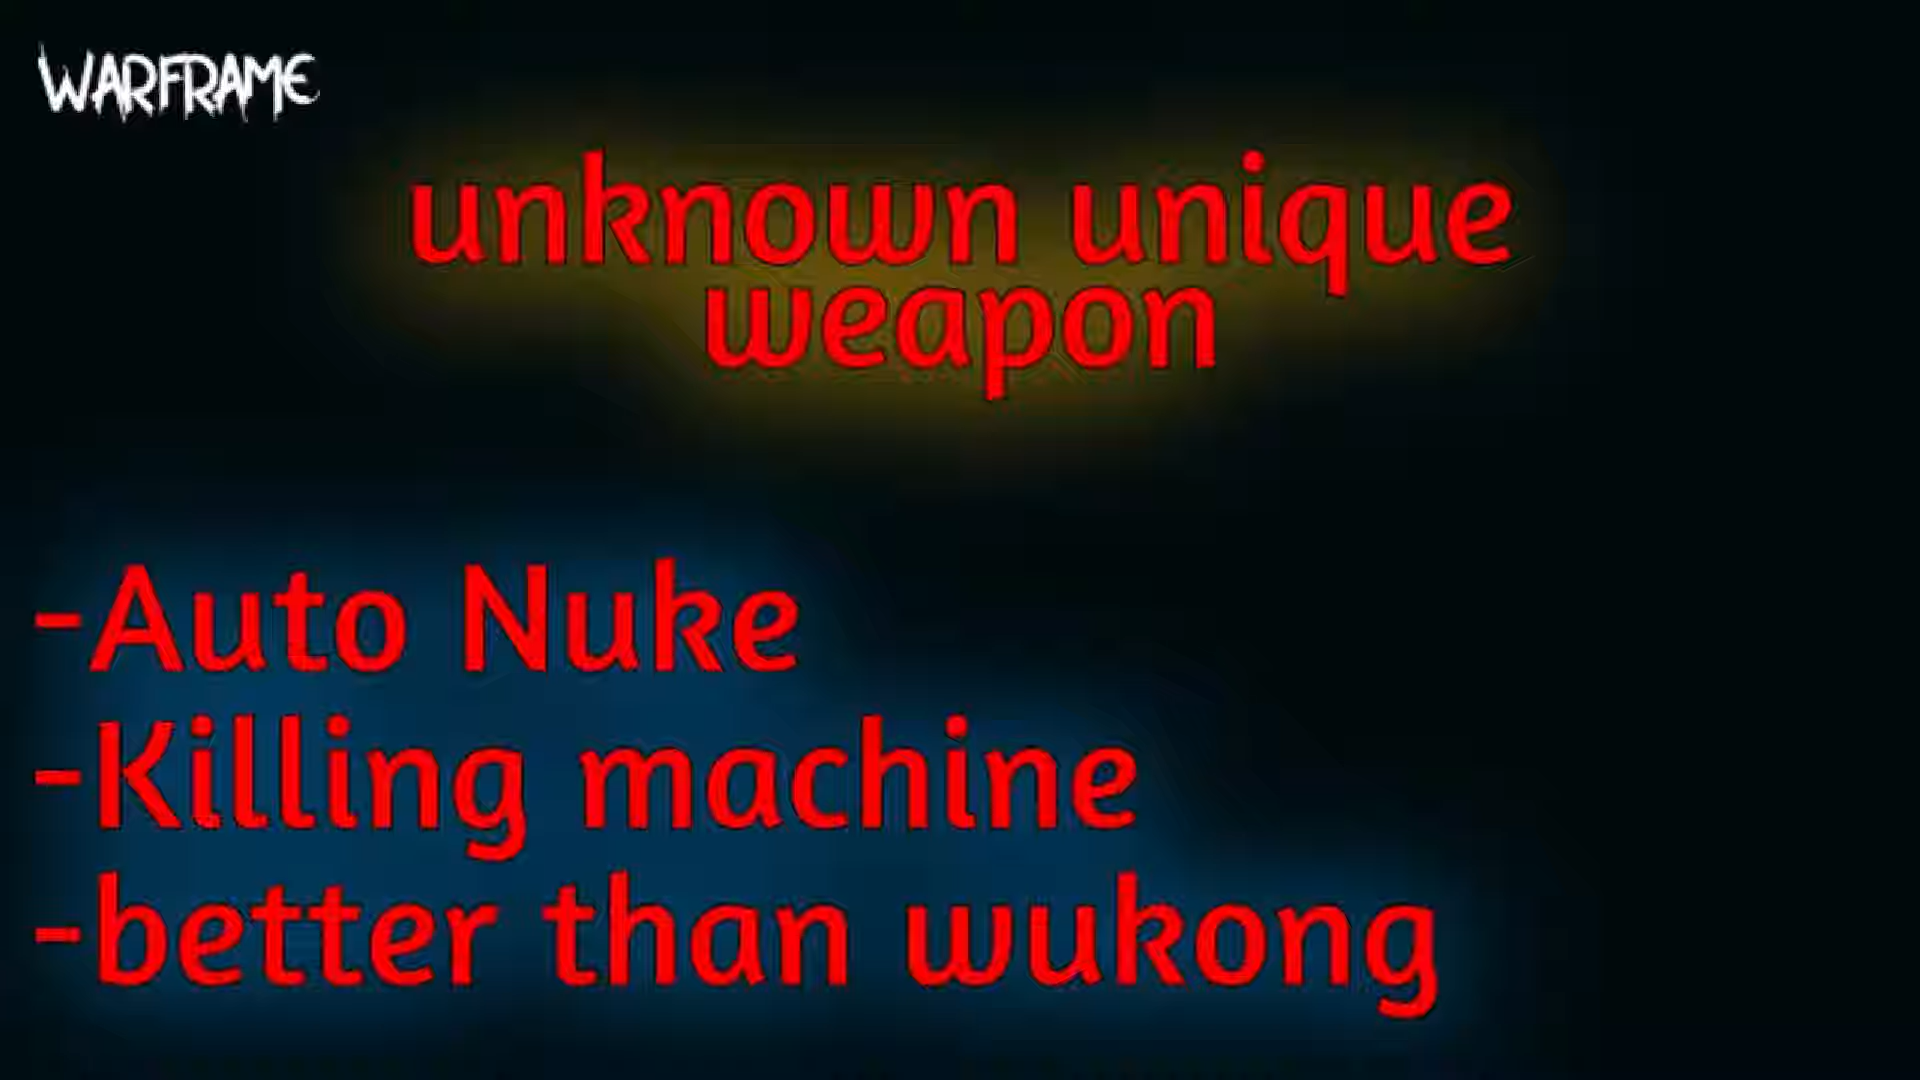 WARFRAME
unknown unique
weapon
-Auto Nuke
-Killing machine
-better than wukong